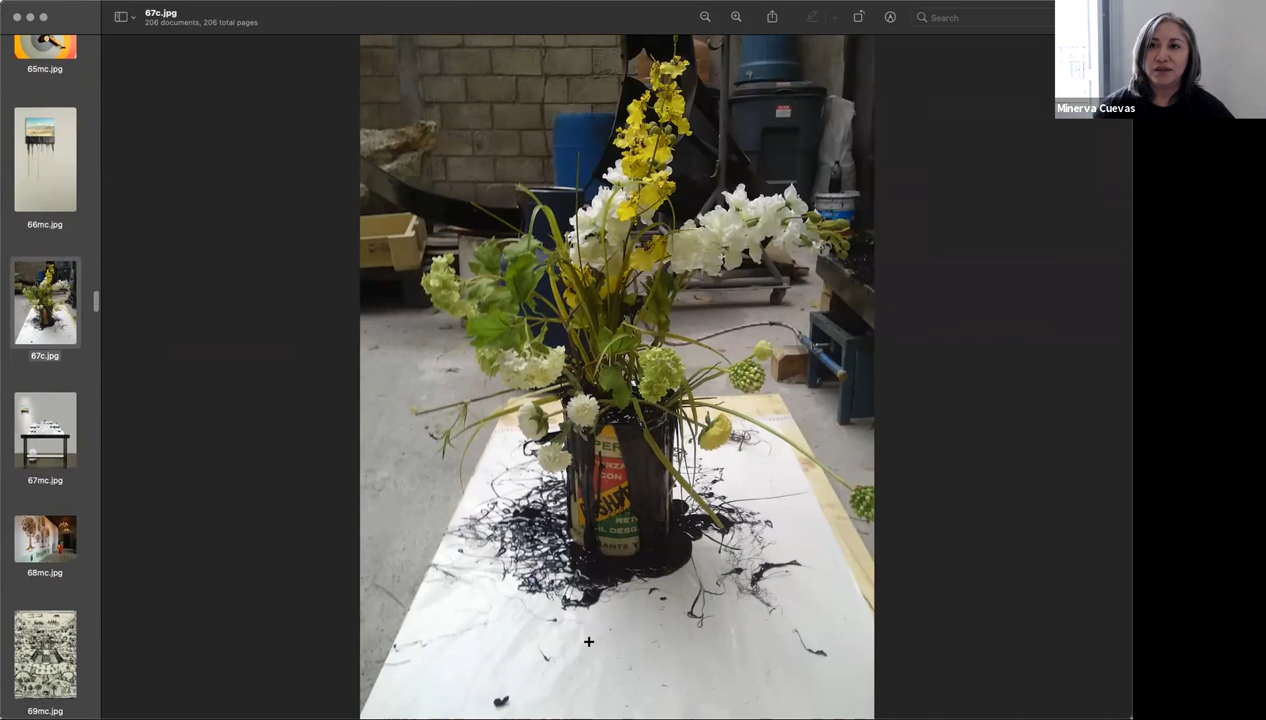 67c.jpg
206 documents, 206 total pages
Search
Minerva Cuevas
65mc.jpg
66mc.jpg
67c.jpg
67mc.jpg
68mc.jpg
69mc.jpg
CON